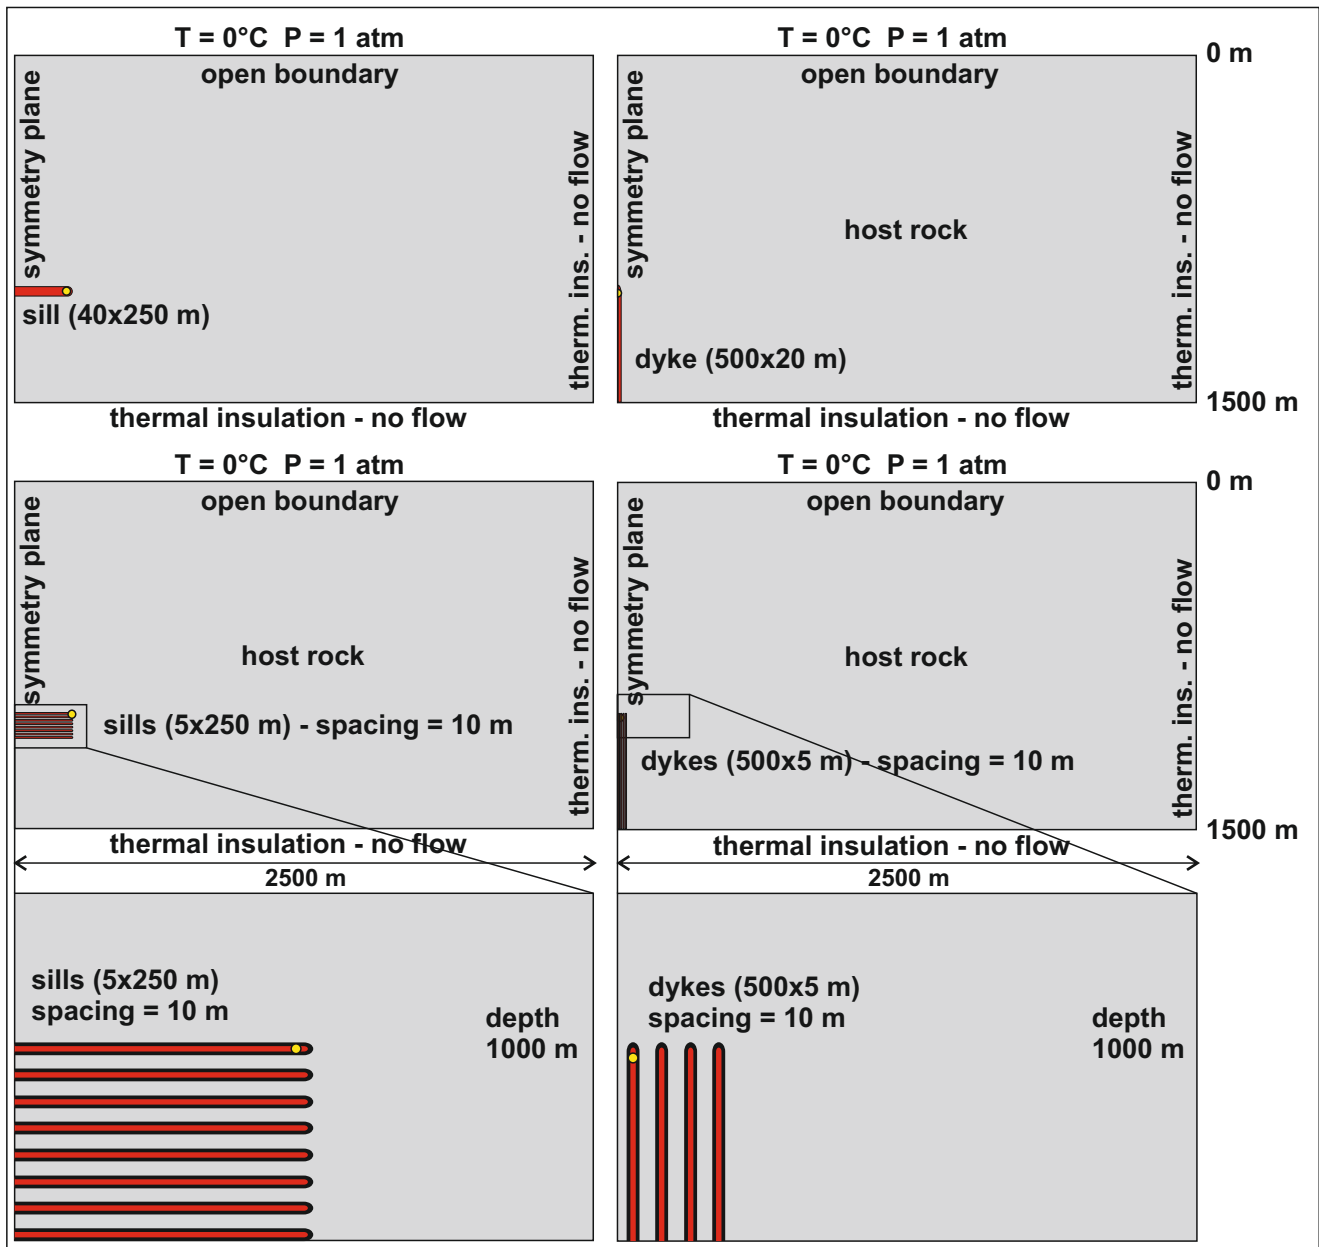 T = 0°C P = 1 atm
open boundary
symmetry plane
therm. ins. - no flow
sill (40x250 m)
thermal insulation - no flow
T = 0°C P = 1 atm
open boundary
0 m
symmetry plane
therm. ins. - no flow
host rock
dyke (500x20 m)
1500 m
thermal insulation - no flow
T = 0°C P = 1 atm
open boundary
symmetry plane
therm. ins. - no flow
host rock
sills (5x250 m) - spacing = 10 m
thermal insulation - no flow
2500 m
T = 0°C P = 1 atm
open boundary
0 m
symmetry plane
therm. ins. - no flow
host rock
dykes (500x5 m) - spacing = 10 m
1500 m
thermal insulation - no flow
2500 m
sills (5x250 m)
spacing = 10 m
depth
1000 m
dykes (500x5 m)
spacing = 10 m
depth
1000 m